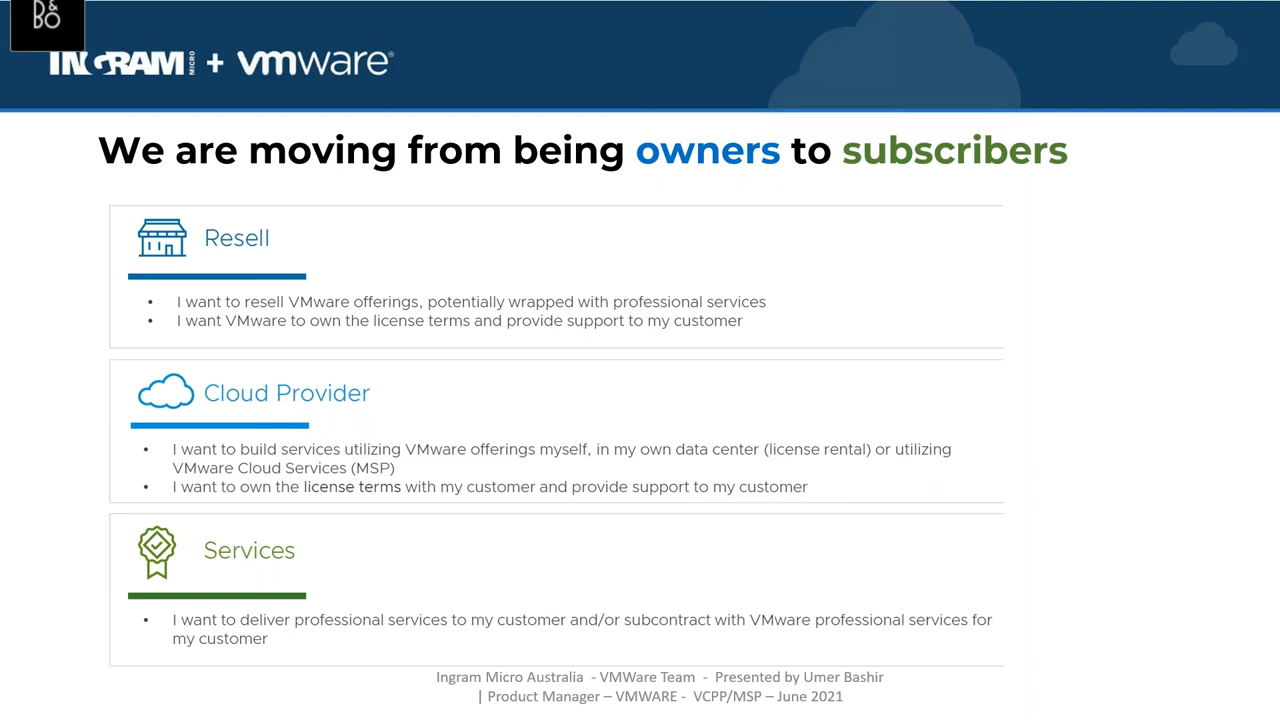 B&
BO
INGRAM MICRO + vmware®
We are moving from being owners to subscribers
Resell
• I want to resell VMware offerings, potentially wrapped with professional services
• I want VMware to own the license terms and provide support to my customer
Cloud Provider
• I want to build services utilizing VMware offerings myself, in my own data center (license rental) or utilizing
VMware Cloud Services (MSP)
• I want to own the license terms with my customer and provide support to my customer
Services
• I want to deliver professional services to my customer and/or subcontract with VMware professional services for
my customer
Ingram Micro Australia - VMWare Team - Presented by Umer Bashir
| Product Manager – VMWARE - VCPP/MSP – June 2021